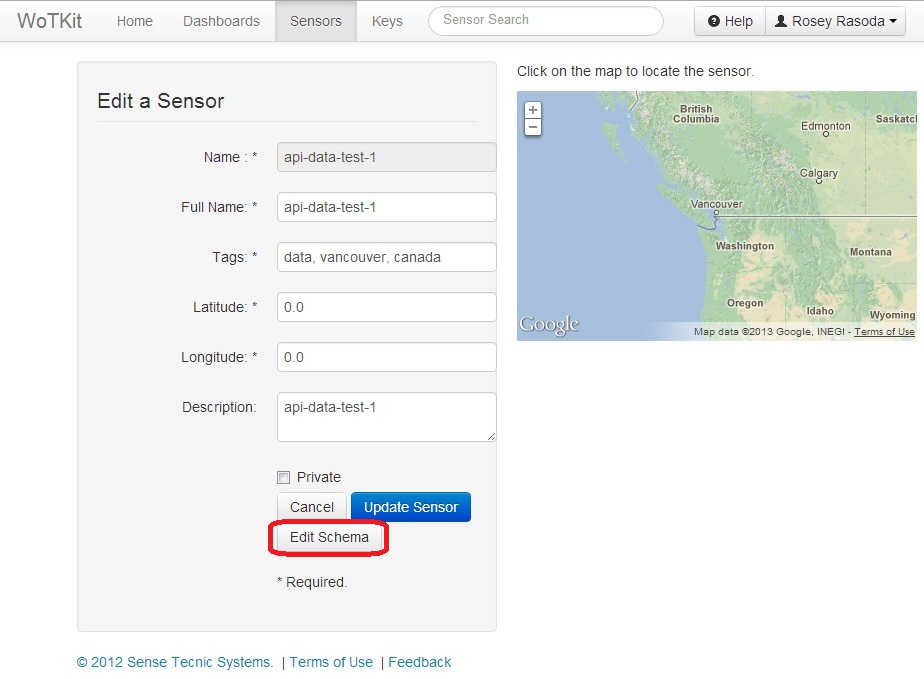 WoTKit Home Dashboards Sensors Keys Sensor Search Help Rosey Rasoda
Edit a Sensor
Name : * api-data-test-1
Full Name: * api-data-test-1
Tags: * data, vancouver, canada
Latitude: * 0.0
Longitude: * 0.0
Description: api-data-test-1
Private
Cancel Update Sensor
Edit Schema
* Required.
Click on the map to locate the sensor.
+
−
British
Columbia
Edmonton
Saskatch
Calgary
Vancouver
Washington
Montana
Oregon
Idaho
Wyoming
Google
Map data ©2013 Google, INEGI - Terms of Use
© 2012 Sense Tecnic Systems. | Terms of Use | Feedback